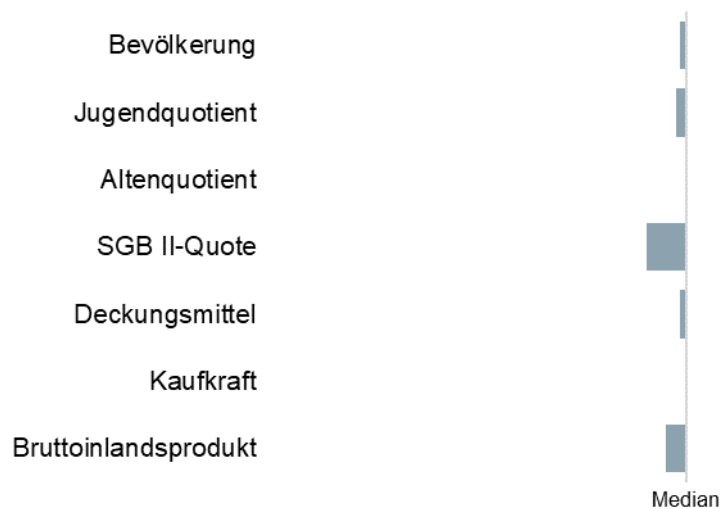 Bevölkerung
Jugendquotient
Altenquotient
SGB II-Quote
Deckungsmittel
Kaufkraft
Bruttoinlandsprodukt
Median